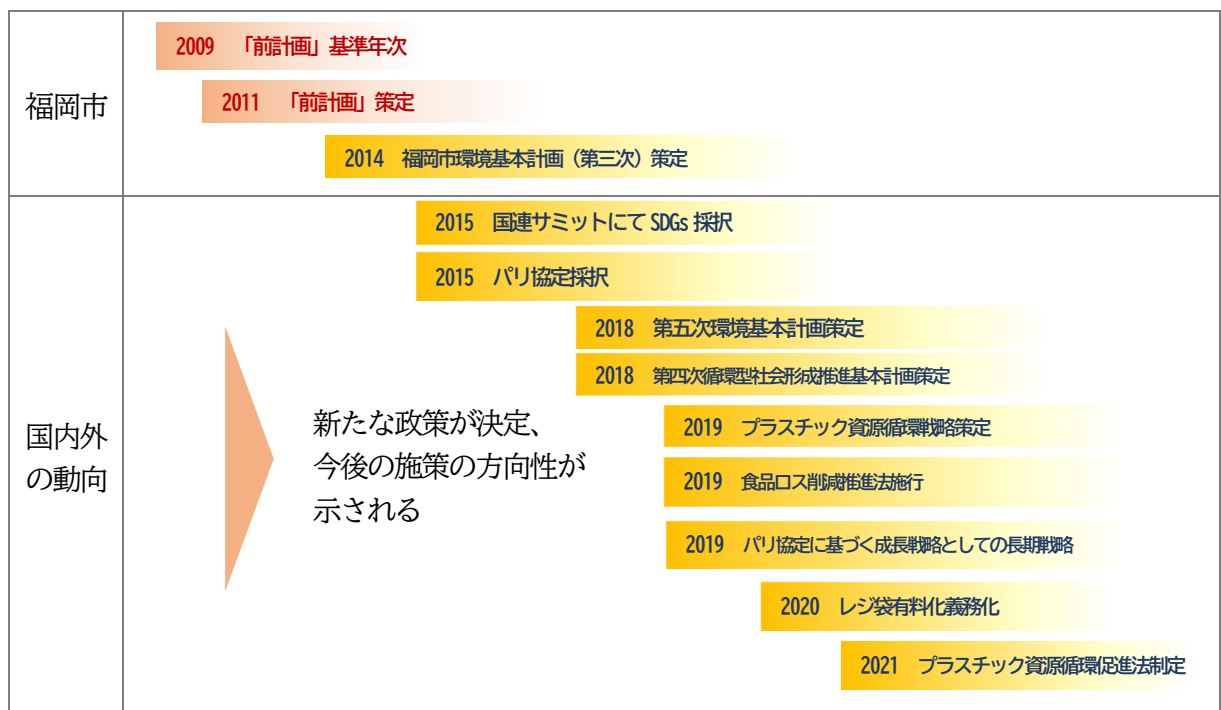 福岡市
2009 「前計画」基準年次
2011 「前計画」策定
2014 福岡市環境基本計画（第三次）策定
国内外
の動向
2015 国連サミットにて SDGs 採択
2015 パリ協定採択
2018 第五次環境基本計画策定
2018 第四次循環型社会形成推進基本計画策定
新たな政策が決定、
今後の施策の方向性が
示される
2019 プラスチック資源循環戦略策定
2019 食品ロス削減推進法施行
2019 パリ協定に基づく成長戦略としての長期戦略
2020 レジ袋有料化義務化
2021 プラスチック資源循環促進法制定